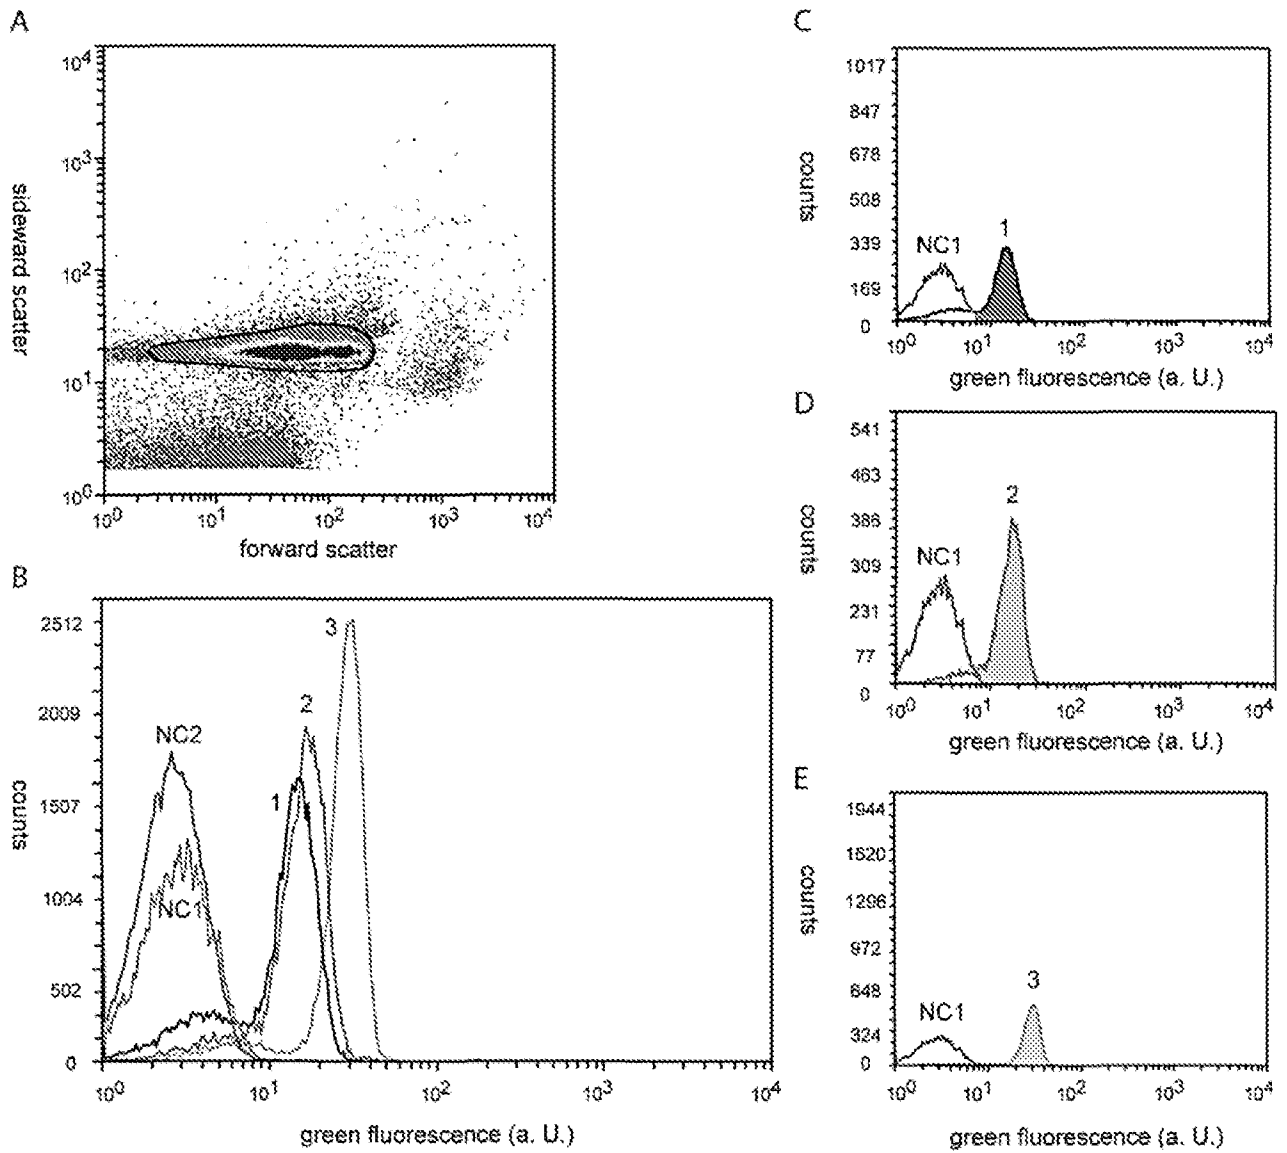 A
10⁴
10³
10²
10¹
10⁰
sideward scatter
10⁰ 10¹ 10² 10³ 10⁴
forward scatter
B
2512
2009
1507
1004
502
0
counts
NC2
NC1
1
2
3
10⁰ 10¹ 10² 10³ 10⁴
green fluorescence (a. U.)
C
1017
847
678
508
339
169
0
counts
NC1
1
10⁰ 10¹ 10² 10³ 10⁴
green fluorescence (a. U.)
D
541
463
386
309
231
77
0
counts
NC1
2
10⁰ 10¹ 10² 10³ 10⁴
green fluorescence (a. U.)
E
1944
1620
1296
972
648
324
0
counts
NC1
3
10⁰ 10¹ 10² 10³ 10⁴
green fluorescence (a. U.)